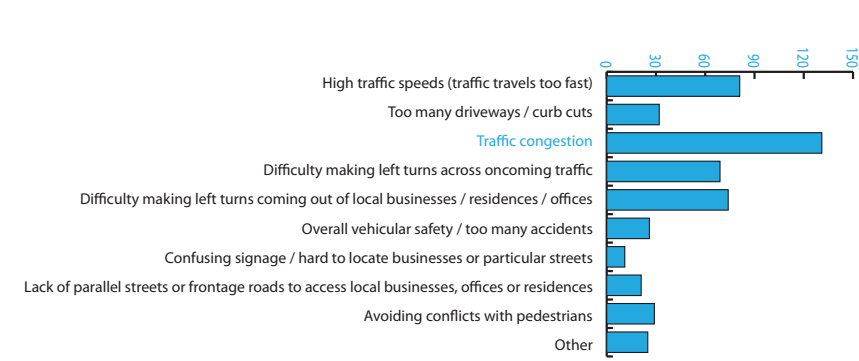 0 30 60 90 120 150
High traffic speeds (traffic travels too fast)
Too many driveways / curb cuts
Traffic congestion
Difficulty making left turns across oncoming traffic
Difficulty making left turns coming out of local businesses / residences / offices
Overall vehicular safety / too many accidents
Confusing signage / hard to locate businesses or particular streets
Lack of parallel streets or frontage roads to access local businesses, offices or residences
Avoiding conflicts with pedestrians
Other